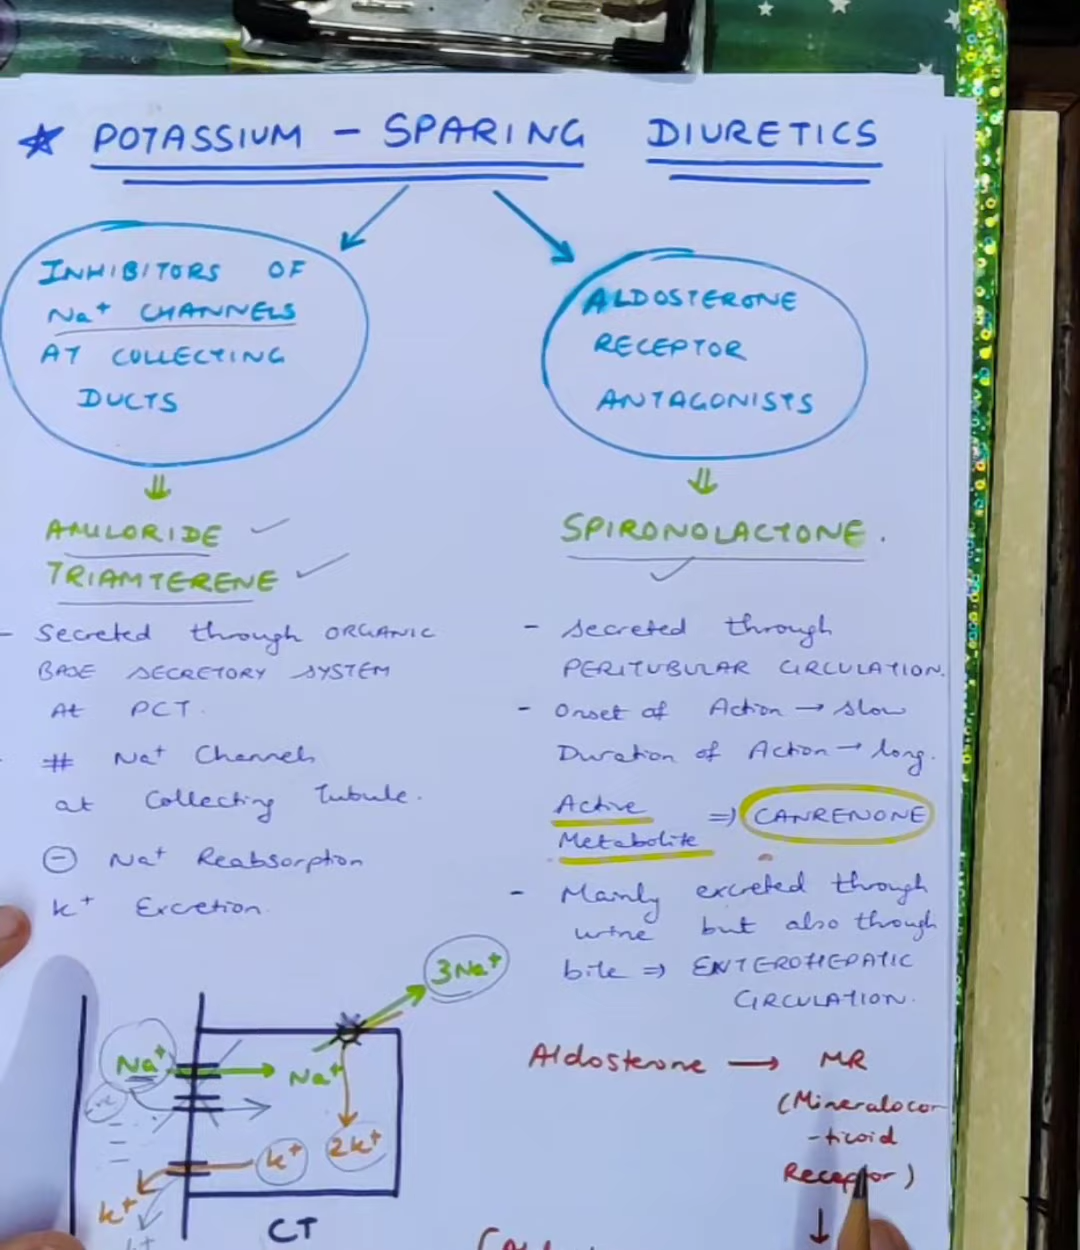 POTASSIUM - SPARING DIURETICS
INHIBITORS OF
Na+ CHANNELS
AT COLLECTING
DUCTS
ALDOSTERONE
RECEPTOR
ANTAGONISTS
AMILORIDE
TRIAMTERENE
- Secreted through ORGANIC
BASE SECRETORY SYSTEM
At PCT.
- # Na+ Channels
at Collecting Tubule.
⊖ Na+ Reabsorption
K+ Excretion.
3Na+
Na+
Na+
K+
2K+
K+
CT
SPIRONOLACTONE.
- Secreted through
PERITUBULAR CIRCULATION.
- Onset of Action → slow
Duration of Action → long.
Active
Metabolite
⇒ CANRENONE
- Mainly excreted through
urine but also through
bile ⇒ ENTEROHEPATIC
CIRCULATION.
Aldosterone → MR
(Mineralocor
-ticoid
Receptor)